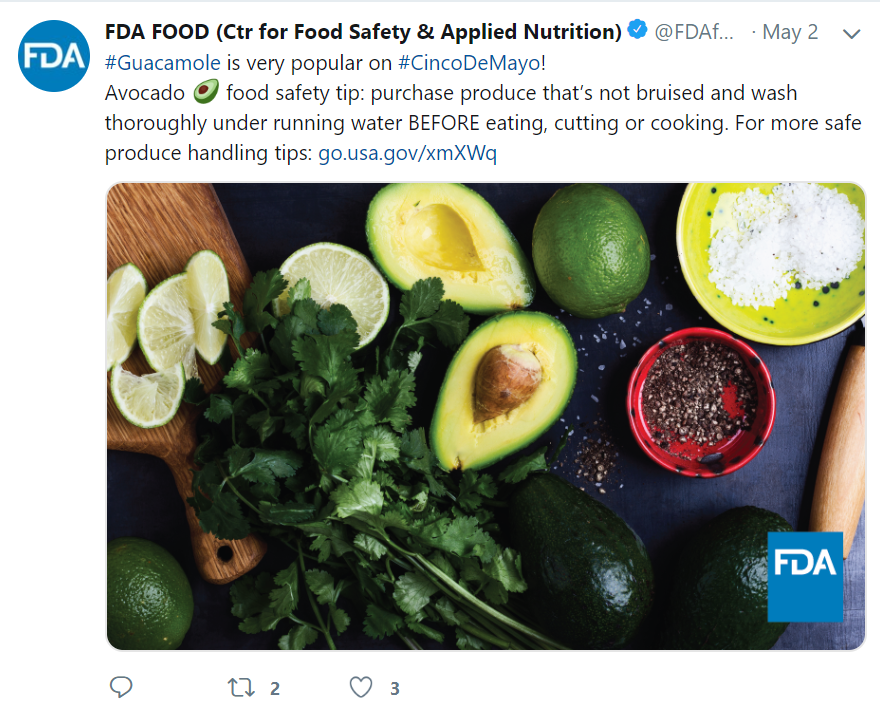 FDA
FDA FOOD (Ctr for Food Safety & Applied Nutrition) @FDAf... · May 2
#Guacamole is very popular on #CincoDeMayo!
Avocado 🥑 food safety tip: purchase produce that’s not bruised and wash
thoroughly under running water BEFORE eating, cutting or cooking. For more safe
produce handling tips: go.usa.gov/xmXWq
FDA
2 3